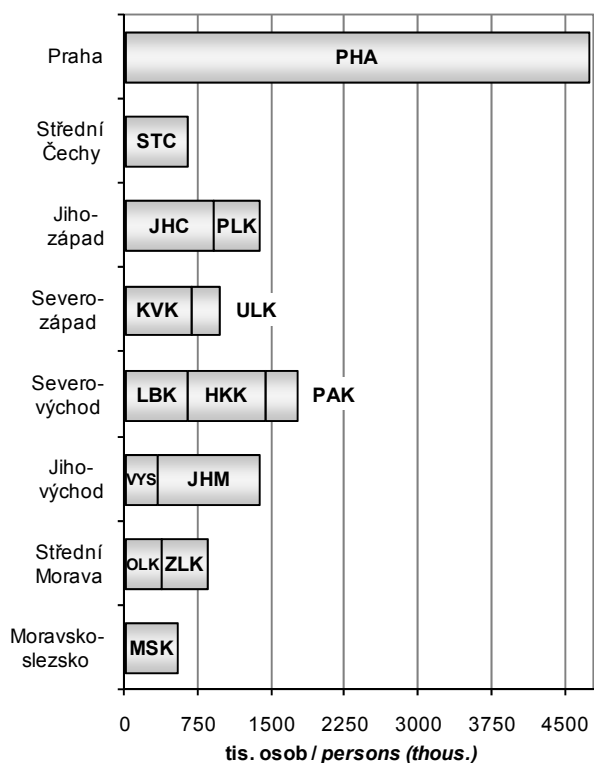 Praha
PHA
Střední
Čechy
STC
Jiho-
západ
JHC PLK
Severo-
západ
KVK ULK
Severo-
východ
LBK HKK PAK
Jiho-
východ
VYS JHM
Střední
Morava
OLK ZLK
Moravsko-
slezsko
MSK
0 750 1500 2250 3000 3750 4500
tis. osob / persons (thous.)